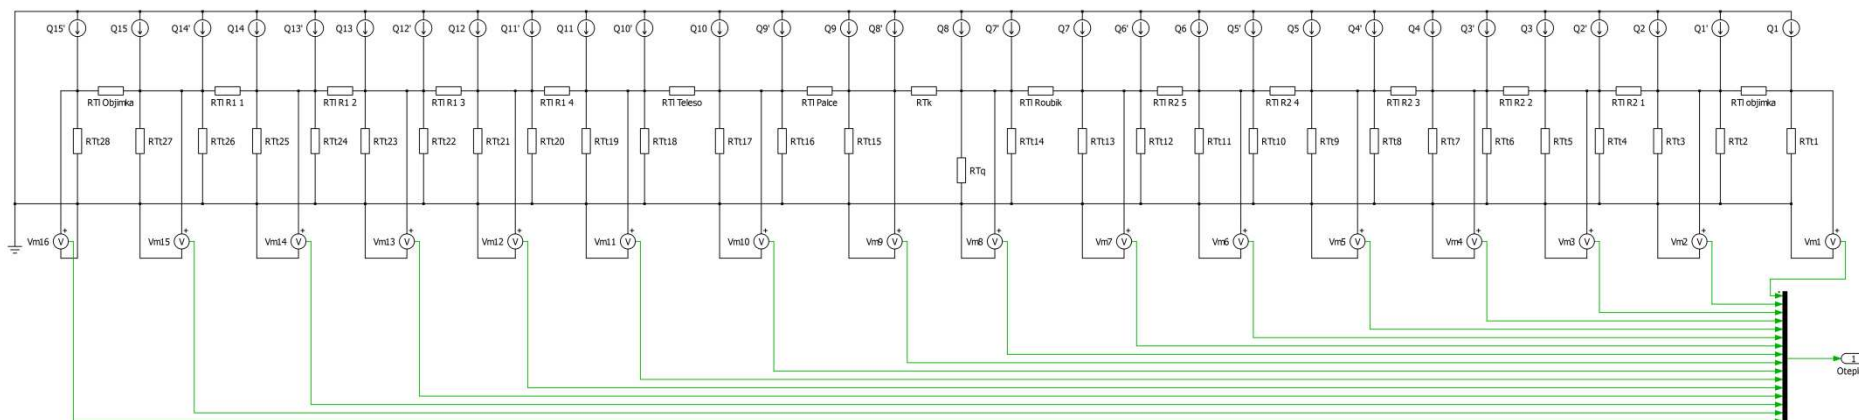 Q15' Q15 Q14' Q14 Q13' Q13 Q12' Q12 Q11' Q11 Q10' Q10 Q9' Q9 Q8' Q8 Q7' Q7 Q6' Q6 Q5' Q5 Q4' Q4 Q3' Q3 Q2' Q2 Q1' Q1
RTl Objimka RTl R1 1 RTl R1 2 RTl R1 3 RTl R1 4 RTl Teleso RTl Palce RTk RTl Roubik RTl R2 5 RTl R2 4 RTl R2 3 RTl R2 2 RTl R2 1 RTl objimka
RTt28 RTt27 RTt26 RTt25 RTt24 RTt23 RTt22 RTt21 RTt20 RTt19 RTt18 RTt17 RTt16 RTt15 RTt14 RTt13 RTt12 RTt11 RTt10 RTt9 RTt8 RTt7 RTt6 RTt5 RTt4 RTt3 RTt2 RTt1
RTq
+ + + + + + + + + + + + + + + +
Vm16 V Vm15 V Vm14 V Vm13 V Vm12 V Vm11 V Vm10 V Vm9 V Vm8 V Vm7 V Vm6 V Vm5 V Vm4 V Vm3 V Vm2 V Vm1 V
1
Otepl